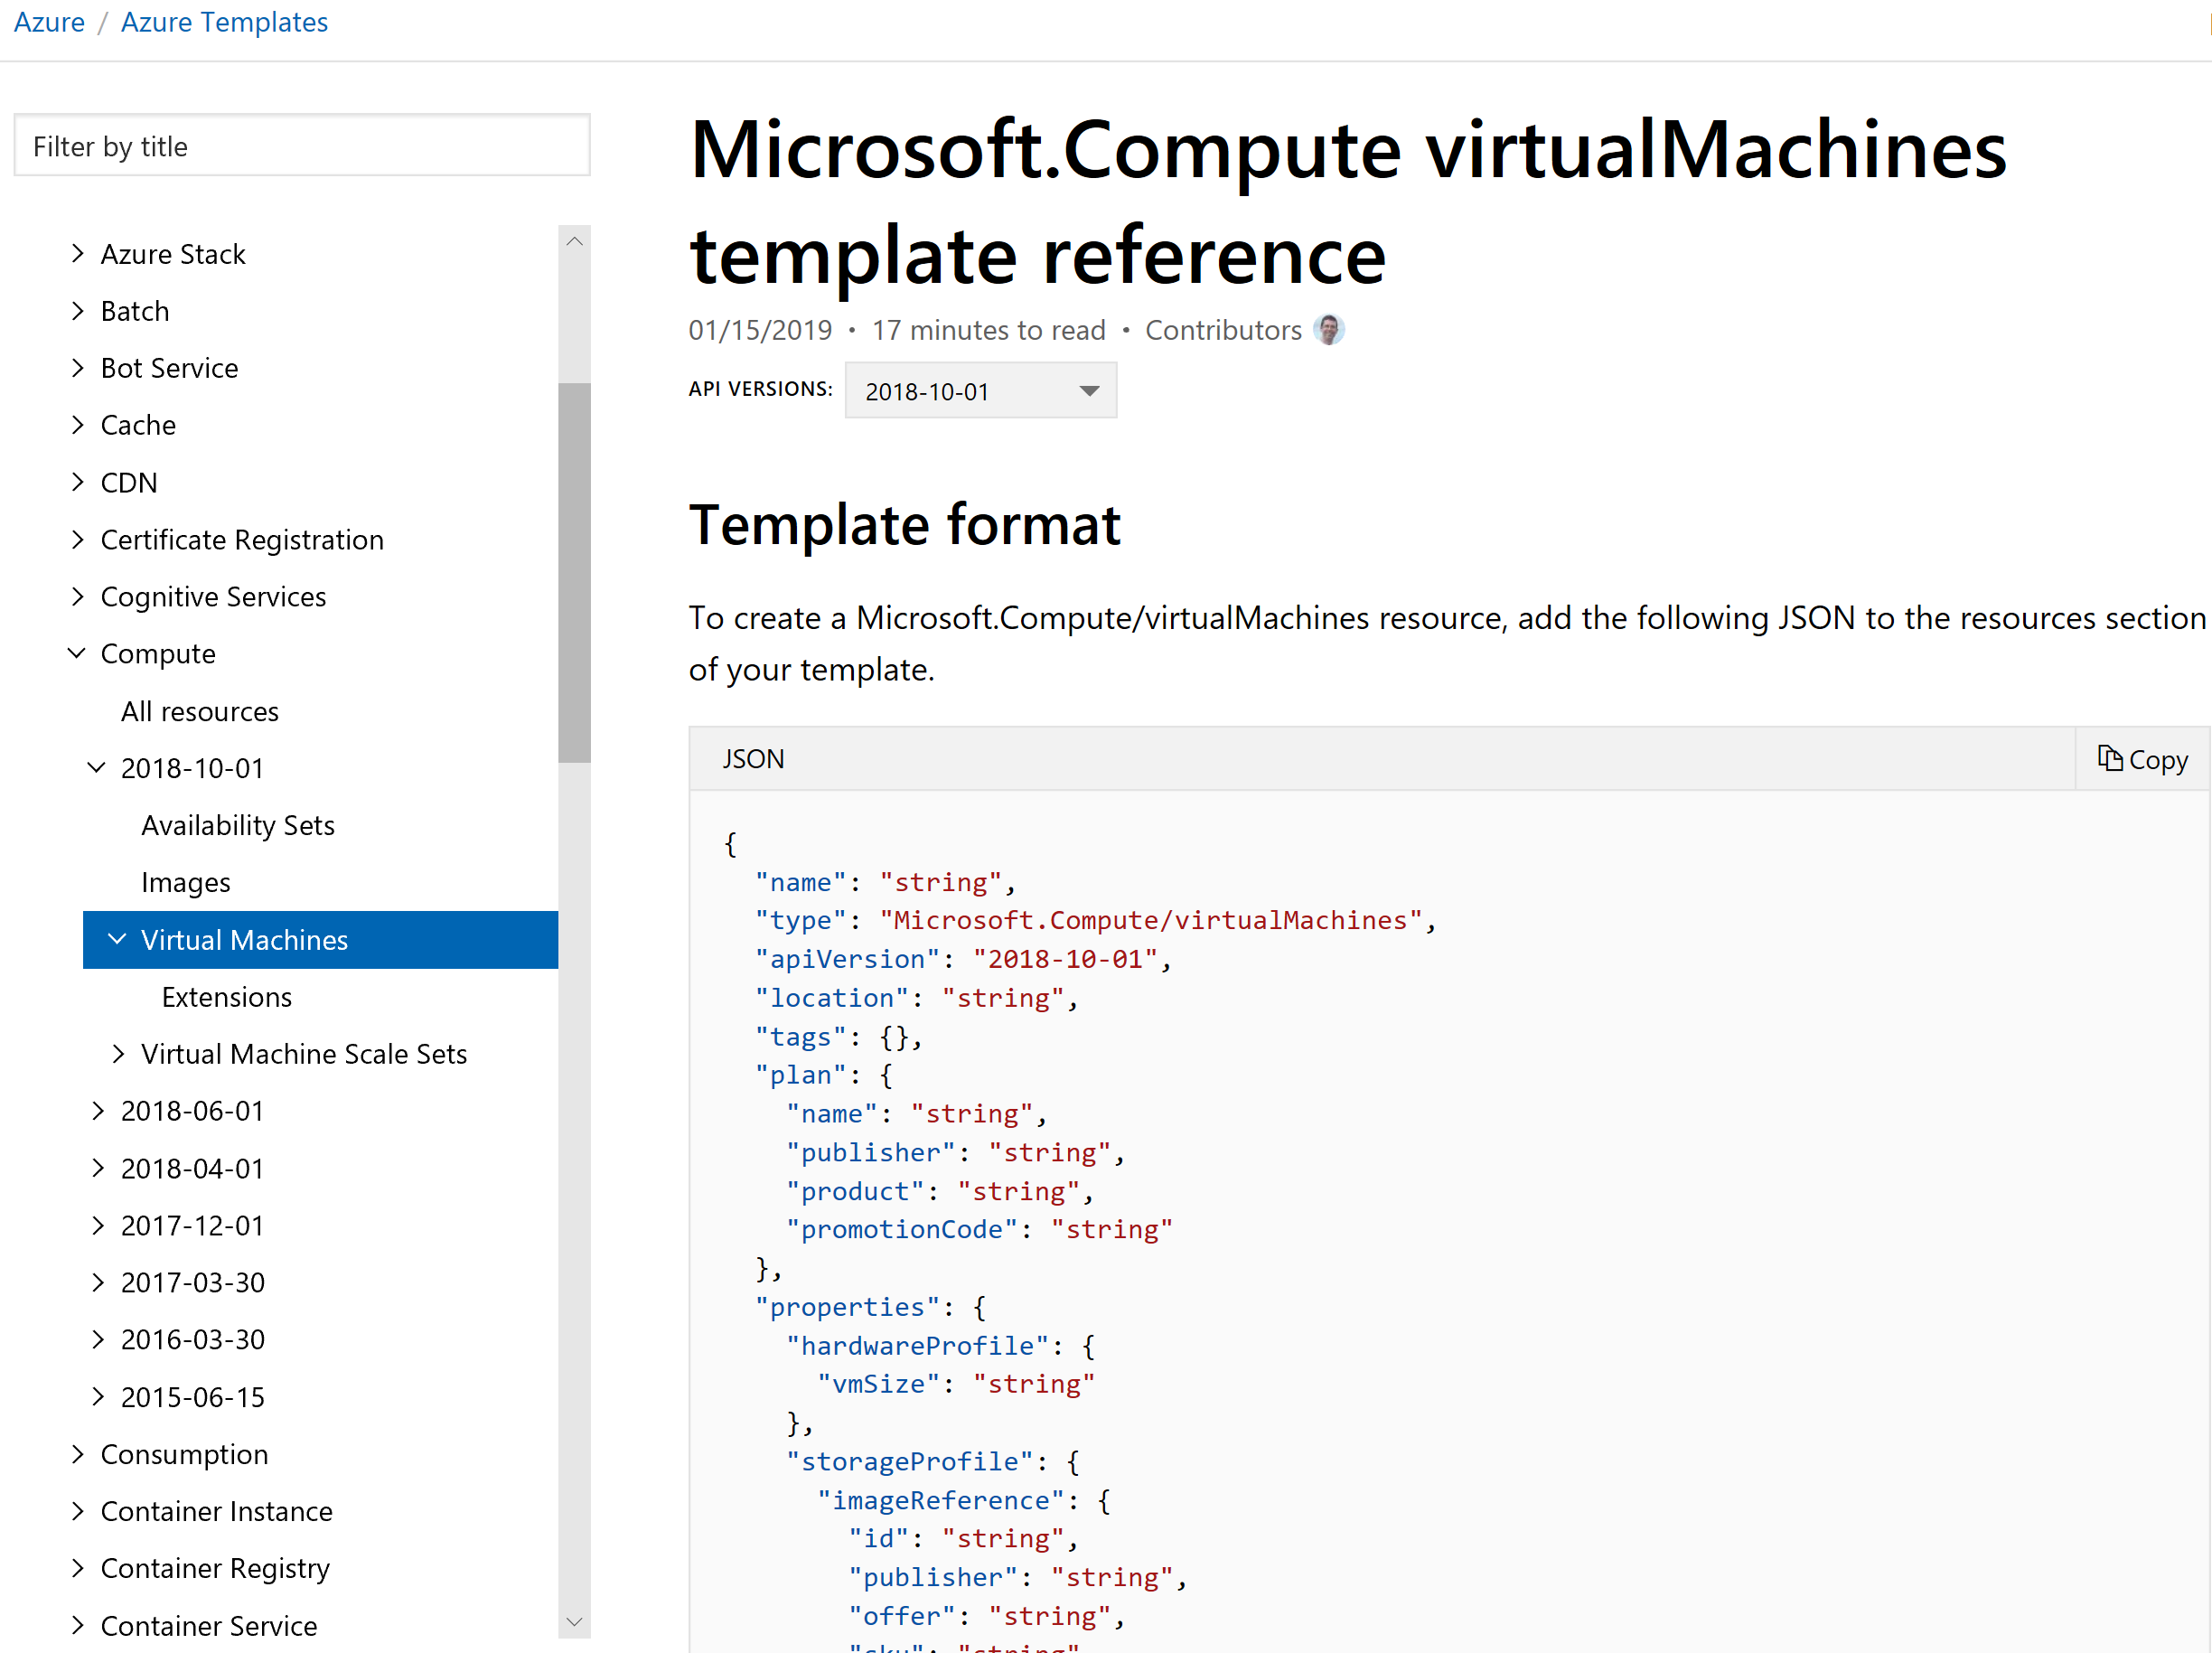 Azure / Azure Templates
Filter by title
Azure Stack
Batch
Bot Service
Cache
CDN
Certificate Registration
Cognitive Services
Compute
All resources
2018-10-01
Availability Sets
Images
Virtual Machines
Extensions
Virtual Machine Scale Sets
2018-06-01
2018-04-01
2017-12-01
2017-03-30
2016-03-30
2015-06-15
Consumption
Container Instance
Container Registry
Container Service
Microsoft.Compute virtualMachines
template reference
01/15/2019 • 17 minutes to read • Contributors
API VERSIONS: 2018-10-01
Template format
To create a Microsoft.Compute/virtualMachines resource, add the following JSON to the resources section
of your template.
JSON Copy
{
  "name": "string",
  "type": "Microsoft.Compute/virtualMachines",
  "apiVersion": "2018-10-01",
  "location": "string",
  "tags": {},
  "plan": {
    "name": "string",
    "publisher": "string",
    "product": "string",
    "promotionCode": "string"
  },
  "properties": {
    "hardwareProfile": {
      "vmSize": "string"
    },
    "storageProfile": {
      "imageReference": {
        "id": "string",
        "publisher": "string",
        "offer": "string",
        "sku": "string"